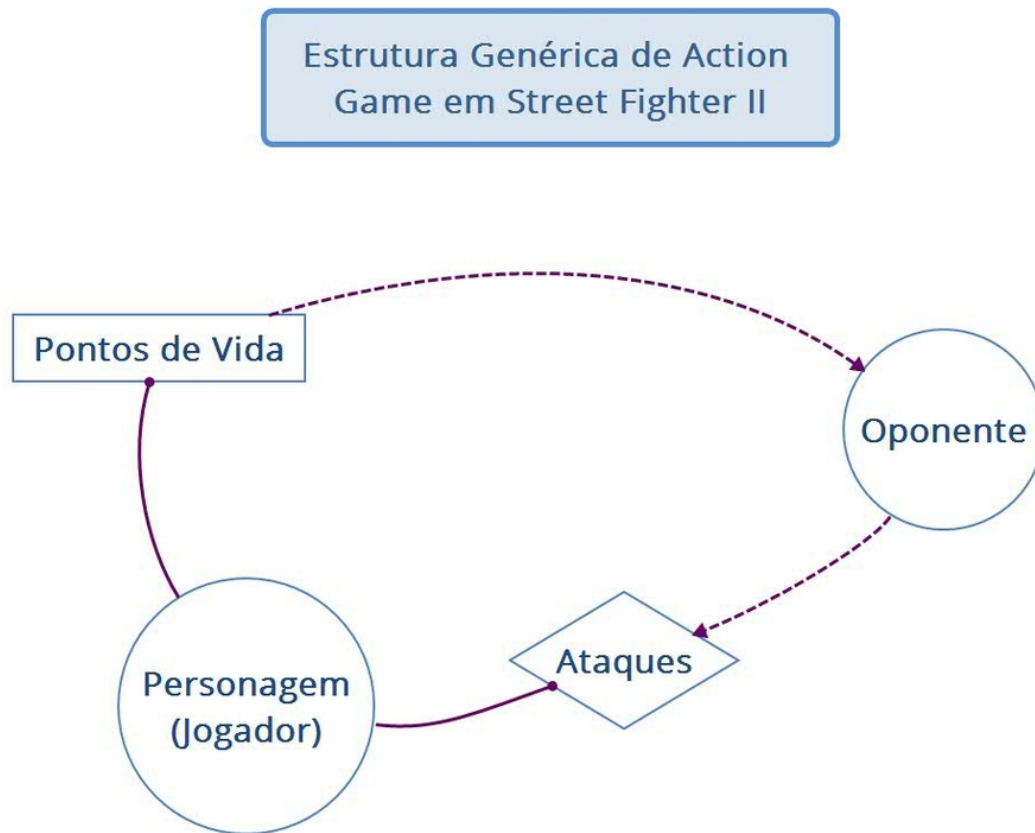 Estrutura Genérica de Action
Game em Street Fighter II
Pontos de Vida
Oponente
Ataques
Personagem
(Jogador)